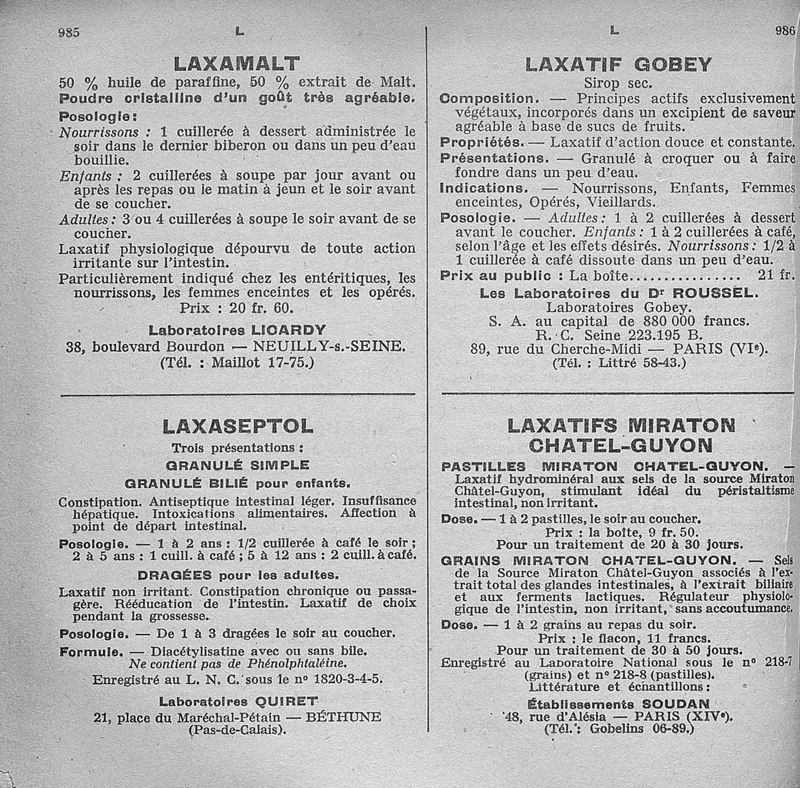 985
L
LAXAMALT
50 % huile de paraffine, 50 % extrait de Malt.
Poudre cristalline d'un goût très agréable.
Posologie:
Nourrissons : 1 cuillerée à dessert administrée le
soir dans le dernier biberon ou dans un peu d'eau
bouillie.
Enfants : 2 cuillerées à soupe par jour avant ou
après les repas ou le matin à jeun et le soir avant
de se coucher.
Adultes: 3 ou 4 cuillerées à soupe le soir avant de se
coucher.
Laxatif physiologique dépourvu de toute action
irritante sur l'intestin.
Particulièrement indiqué chez les entéritiques, les
nourrissons, les femmes enceintes et les opérés.
Prix : 20 fr. 60.
Laboratoires LICARDY
38, boulevard Bourdon — NEUILLY-s.-SEINE.
(Tél. : Maillot 17-75.)
LAXASEPTOL
Trois présentations :
GRANULÉ SIMPLE
GRANULÉ BILIÉ pour enfants.
Constipation. Antiseptique intestinal léger. Insuffisance
hépatique. Intoxications alimentaires. Affection à
point de départ intestinal.
Posologie. — 1 à 2 ans : 1/2 cuillerée à café le soir ;
2 à 5 ans : 1 cuill. à café ; 5 à 12 ans : 2 cuill. à café.
DRAGÉES pour les adultes.
Laxatif non irritant. Constipation chronique ou passa-
gère. Rééducation de l'intestin. Laxatif de choix
pendant la grossesse.
Posologie. — De 1 à 3 dragées le soir au coucher.
Formule. — Diacétylisatine avec ou sans bile.
Ne contient pas de Phénolphtaléine.
Enregistré au L. N. C. sous le n° 1820-3-4-5.
Laboratoires QUIRET
21, place du Maréchal-Pétain — BÉTHUNE
(Pas-de-Calais).
L
986
LAXATIF GOBEY
Sirop sec.
Composition. — Principes actifs exclusivement
végétaux, incorporés dans un excipient de saveur
agréable à base de sucs de fruits.
Propriétés. — Laxatif d'action douce et constante.
Présentations. — Granulé à croquer ou à faire
fondre dans un peu d'eau.
Indications. — Nourrissons, Enfants, Femmes
enceintes, Opérés, Vieillards.
Posologie. — Adultes: 1 à 2 cuillerées à dessert
avant le coucher. Enfants : 1 à 2 cuillerées à café,
selon l'âge et les effets désirés. Nourrissons : 1/2 à
1 cuillerée à café dissoute dans un peu d'eau.
Prix au public : La boîte................ 21 fr.
Les Laboratoires du Dr ROUSSEL.
Laboratoires Gobey.
S. A. au capital de 880 000 francs.
R. C. Seine 223.195 B.
89, rue du Cherche-Midi — PARIS (VIe).
(Tél. : Littré 58-43.)
LAXATIFS MIRATON
CHATEL-GUYON
PASTILLES MIRATON CHATEL-GUYON. —
Laxatif hydrominéral aux sels de la source Miraton
Châtel-Guyon, stimulant idéal du péristaltisme
intestinal, non irritant.
Dose. — 1 à 2 pastilles, le soir au coucher.
Prix : la boîte, 9 fr. 50.
Pour un traitement de 20 à 30 jours.
GRAINS MIRATON CHATEL-GUYON. — Sels
de la Source Miraton Châtel-Guyon associés à l'ex-
trait total des glandes intestinales, à l'extrait biliaire
et aux ferments lactiques. Régulateur physiolo-
gique de l'intestin, non irritant, sans accoutumance.
Dose. — 1 à 2 grains au repas du soir.
Prix : le flacon, 11 francs.
Pour un traitement de 30 à 50 jours.
Enregistré au Laboratoire National sous le n° 218-7
(grains) et n° 218-8 (pastilles).
Littérature et échantillons :
Établissements SOUDAN
48, rue d'Alésia — PARIS (XIVe).
(Tél. : Gobelins 06-89.)